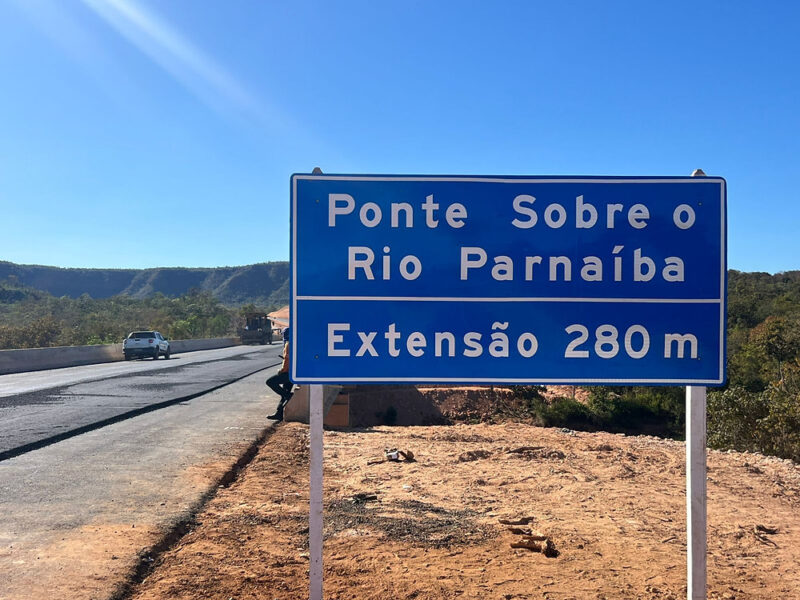 Ponte Sobre o
Rio Parnaíba
Extensão 280 m